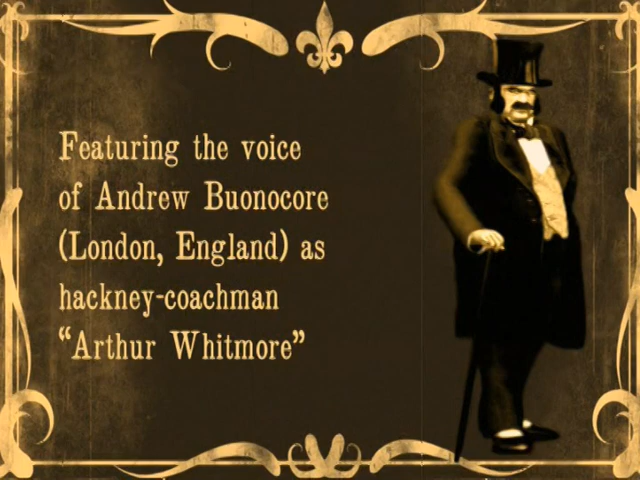 Featuring the voice
of Andrew Buonocore
(London, England) as
hackney-coachman
“Arthur Whitmore”